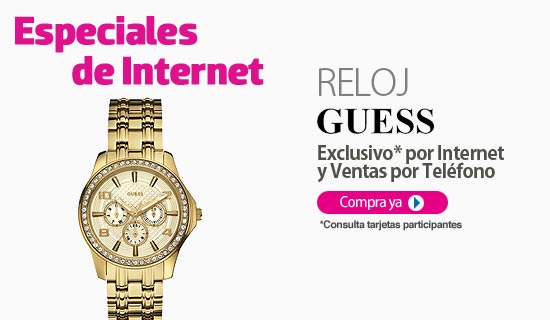 Especiales
de Internet
RELOJ
GUESS
Exclusivo* por Internet
y Ventas por Teléfono
Compra ya
*Consulta tarjetas participantes
GUESS